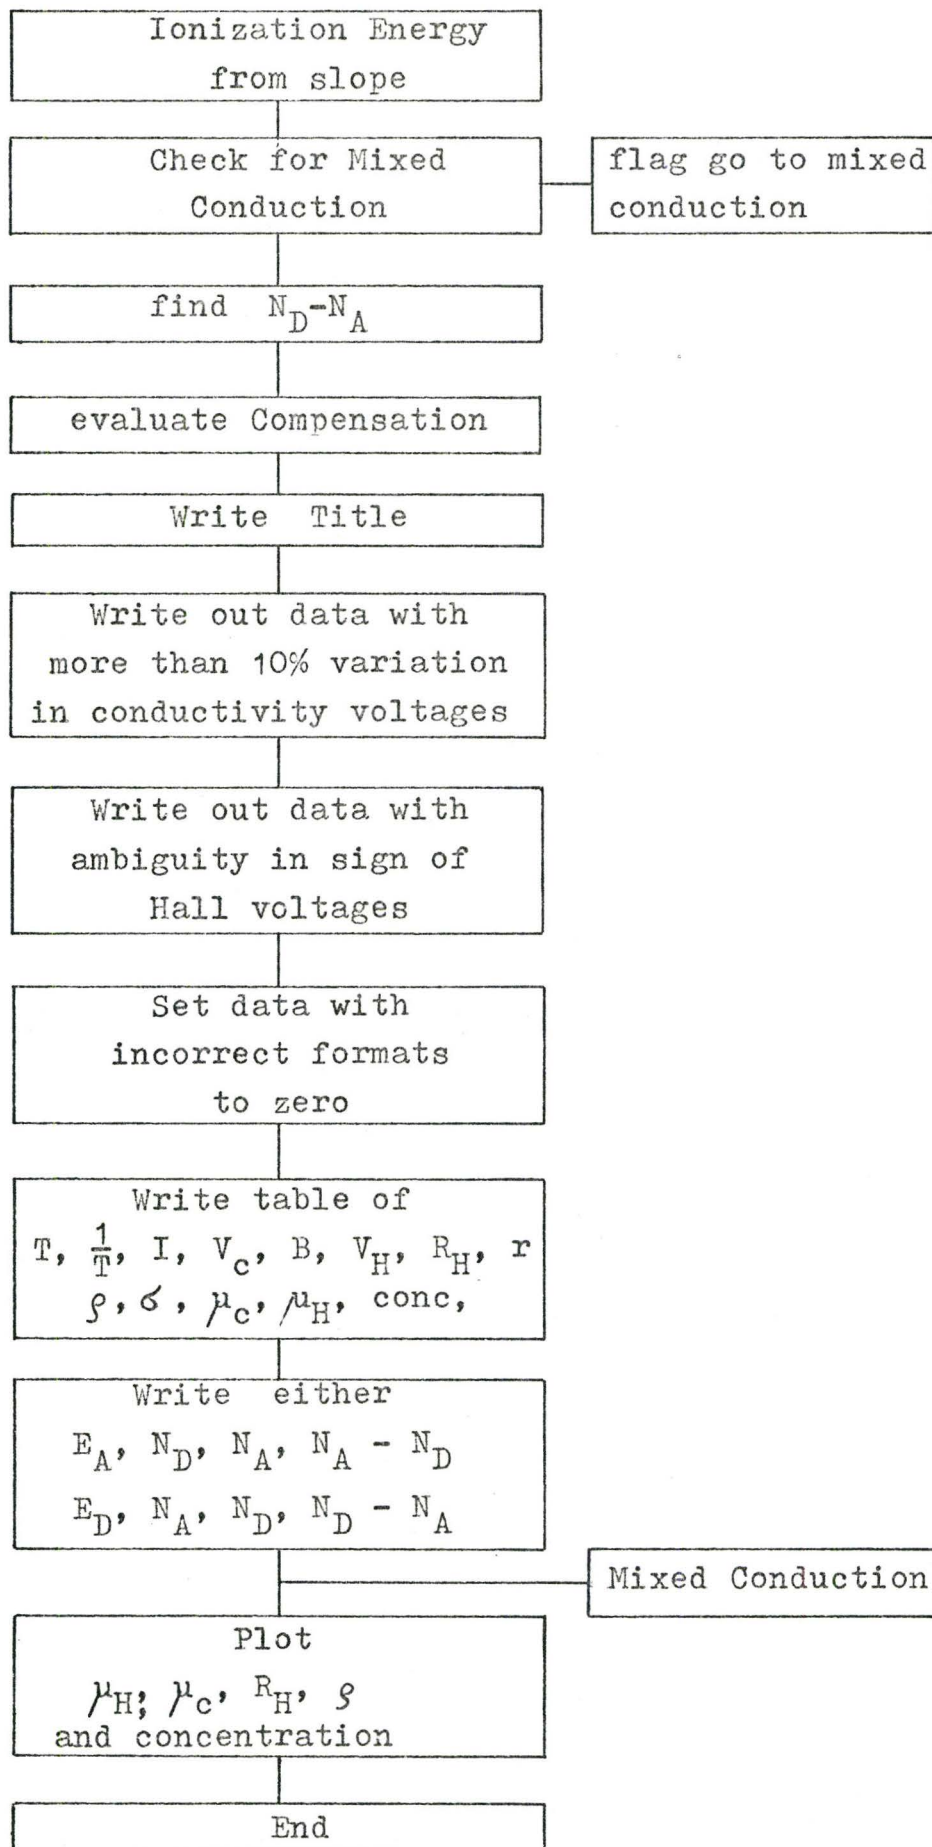 Ionization Energy
from slope
Check for Mixed
Conduction
flag go to mixed
conduction
find N_D-N_A
evaluate Compensation
Write Title
Write out data with
more than 10% variation
in conductivity voltages
Write out data with
ambiguity in sign of
Hall voltages
Set data with
incorrect formats
to zero
Write table of
T, 1/T, I, V_c, B, V_H, R_H, r
ρ, σ, μ_c, μ_H, conc,
Write either
E_A, N_D, N_A, N_A - N_D
E_D, N_A, N_D, N_D - N_A
Mixed Conduction
Plot
μ_H; μ_c, R_H, ρ
and concentration
End